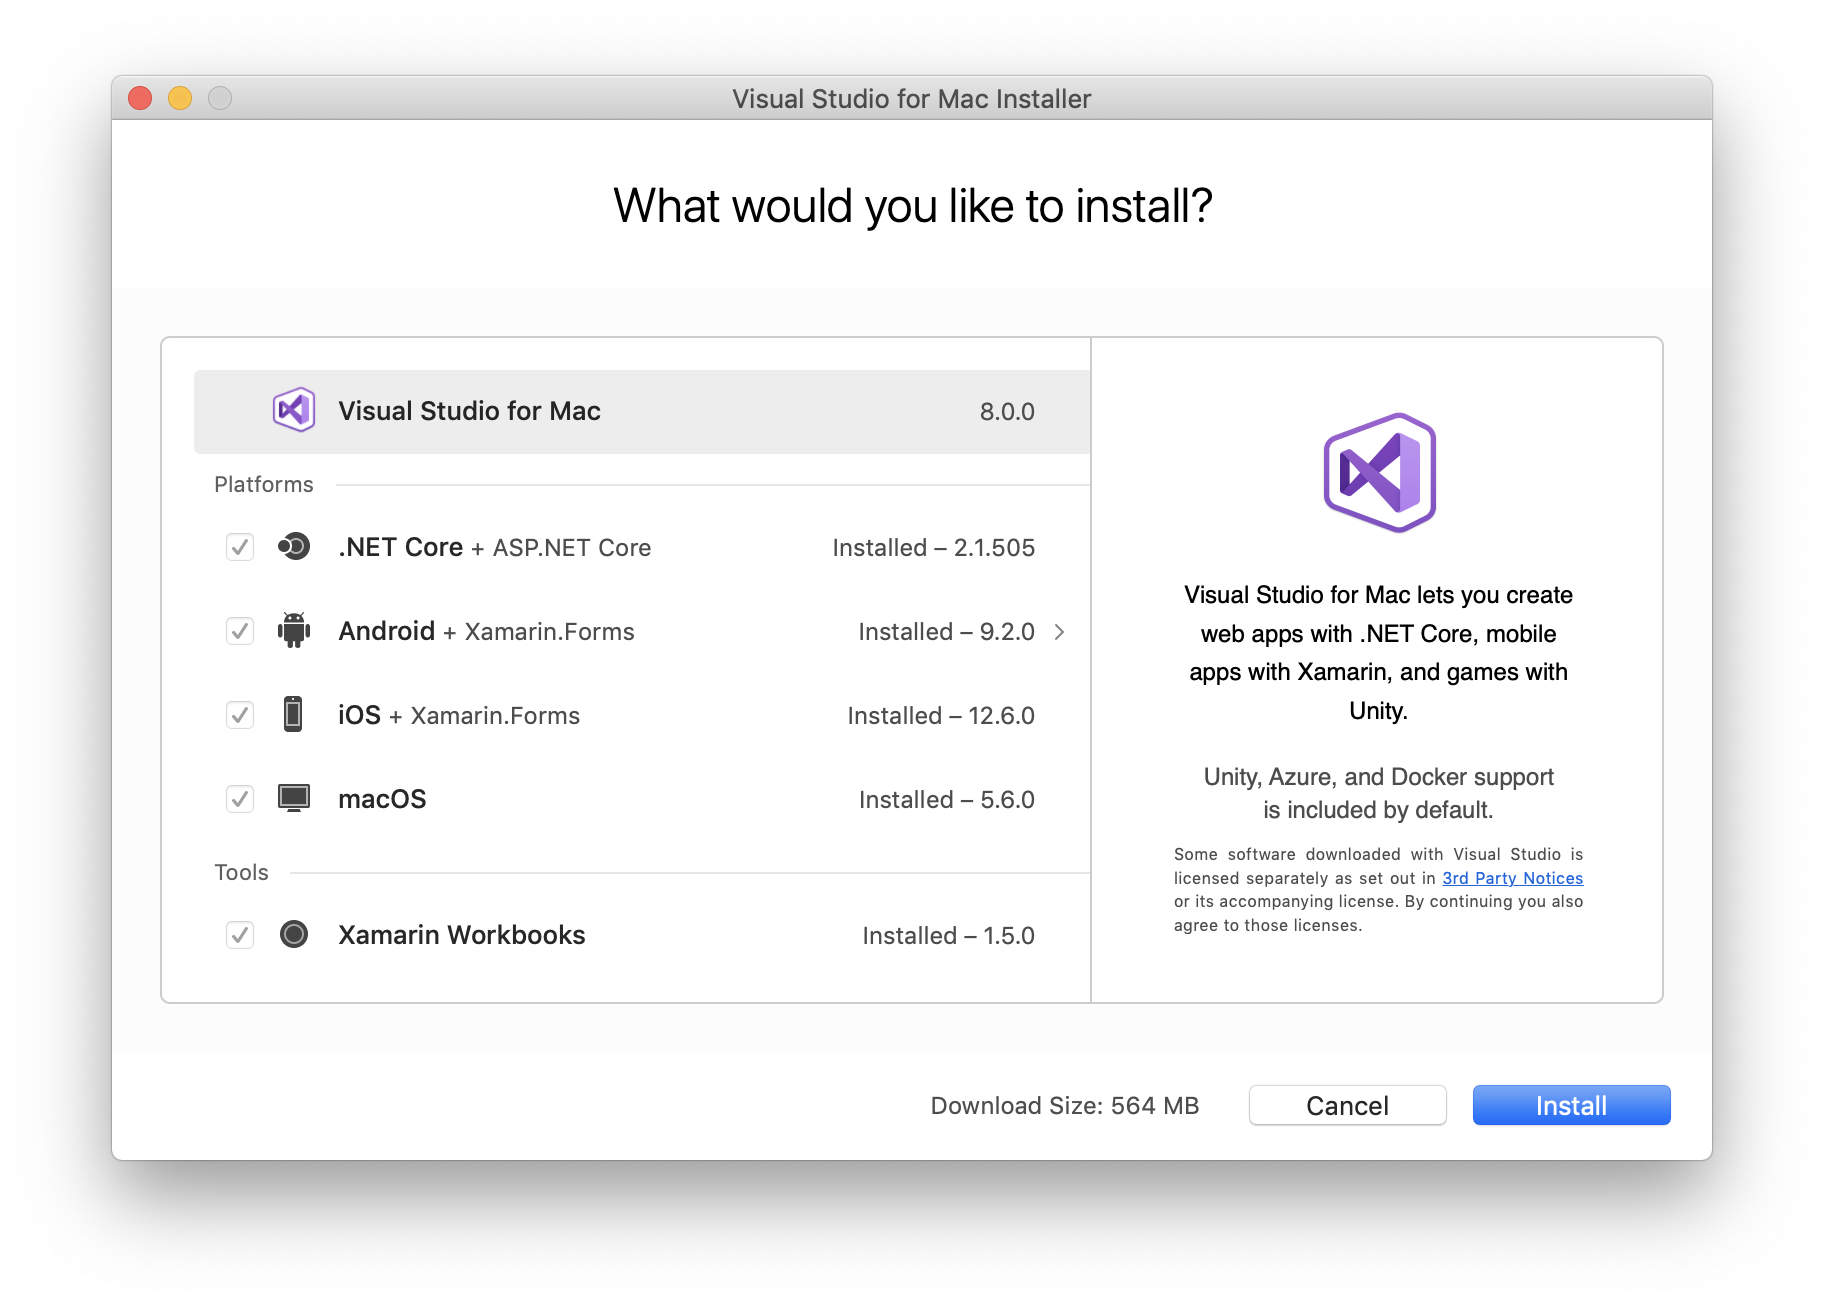 Visual Studio for Mac Installer
What would you like to install?
Visual Studio for Mac 8.0.0
Platforms
.NET Core + ASP.NET Core Installed – 2.1.505
Android + Xamarin.Forms Installed – 9.2.0
iOS + Xamarin.Forms Installed – 12.6.0
macOS Installed – 5.6.0
Tools
Xamarin Workbooks Installed – 1.5.0
Visual Studio for Mac lets you create
web apps with .NET Core, mobile
apps with Xamarin, and games with
Unity.
Unity, Azure, and Docker support
is included by default.
Some software downloaded with Visual Studio is
licensed separately as set out in 3rd Party Notices
or its accompanying license. By continuing you also
agree to those licenses.
Download Size: 564 MB Cancel Install